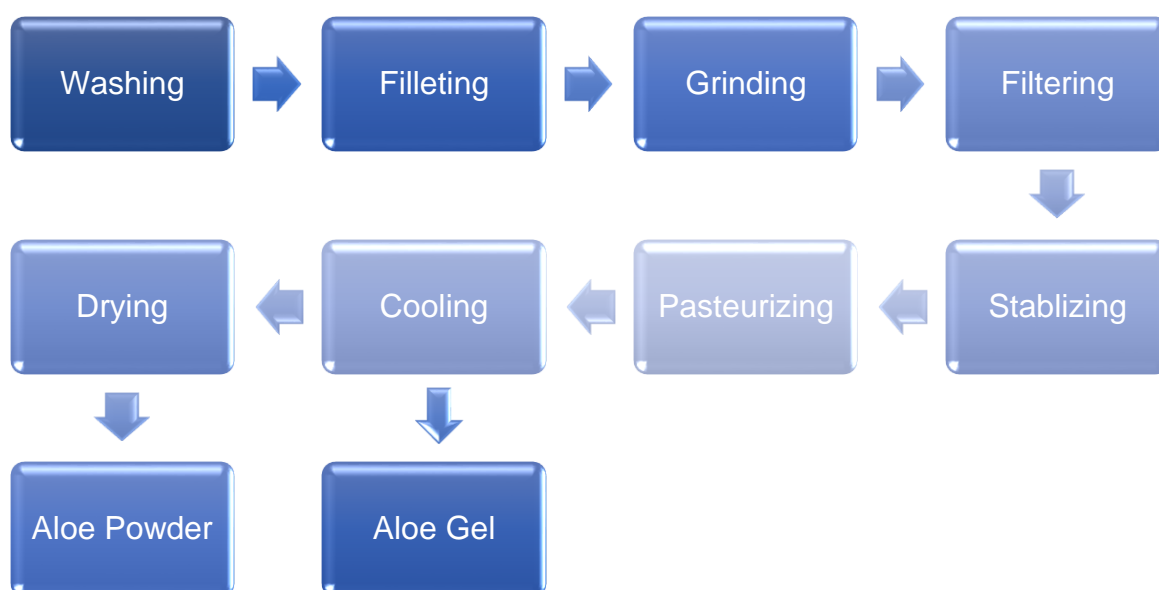 Washing
Filleting
Grinding
Filtering
Stablizing
Pasteurizing
Cooling
Drying
Aloe Powder
Aloe Gel